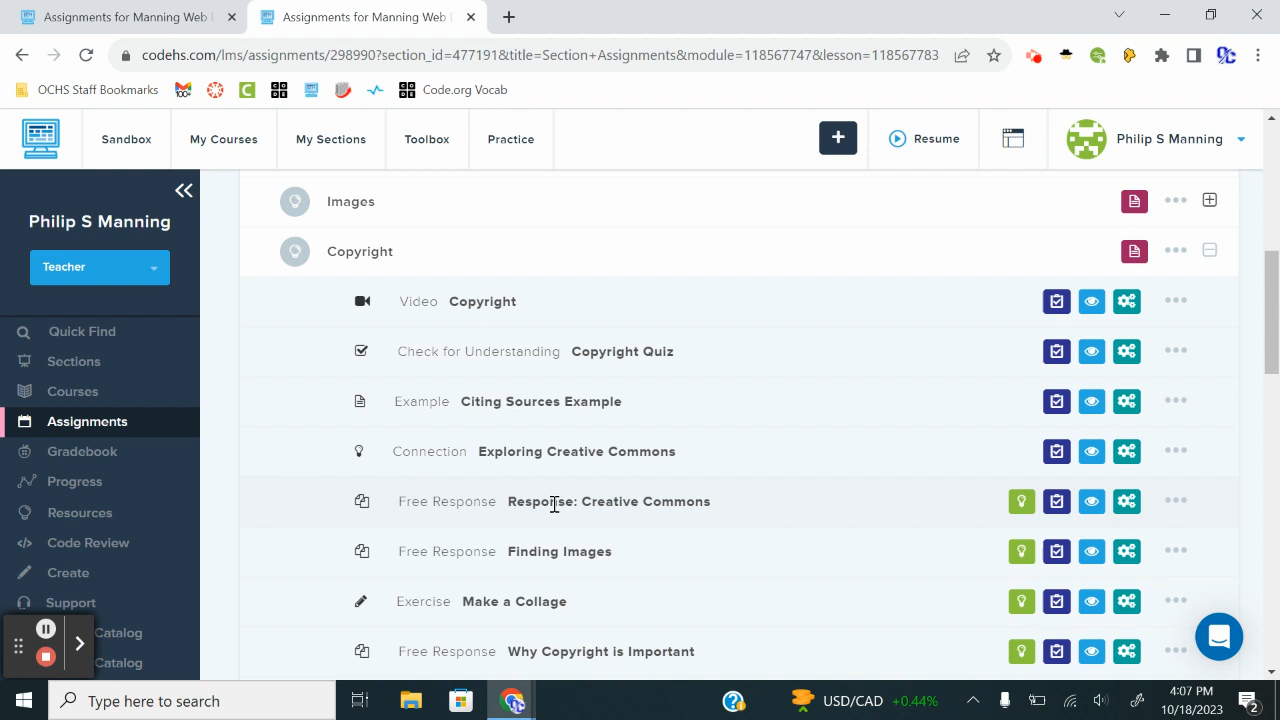 Assignments for Manning Web
Assignments for Manning Web
codehs.com/lms/assignments/298990?section_id=477191&title=Section+Assignments&module=118567747&lesson=118567783
OCHS Staff Bookmarks
Code.org Vocab
Sandbox
My Courses
My Sections
Toolbox
Practice
+
Resume
Philip S Manning
Philip S Manning
Teacher
Quick Find
Sections
Courses
Assignments
Gradebook
Progress
Resources
Code Review
Create
Support
Catalog
Catalog
Images
Copyright
Video Copyright
Check for Understanding Copyright Quiz
Example Citing Sources Example
Connection Exploring Creative Commons
Free Response Response: Creative Commons
Free Response Finding Images
Exercise Make a Collage
Free Response Why Copyright is Important
Type here to search
USD/CAD +0.44%
4:07 PM
10/18/2023
2